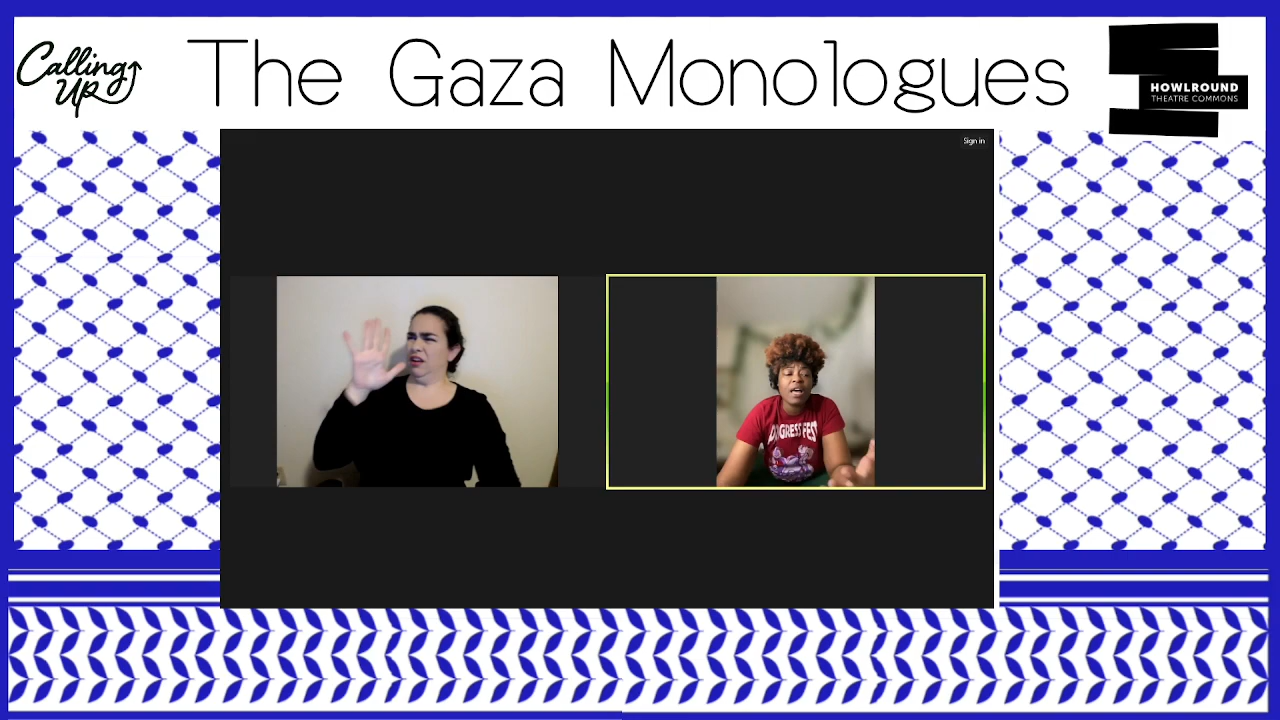 Calling
UP
The Gaza Monologues
HOWLROUND
THEATRE COMMONS
Sign in